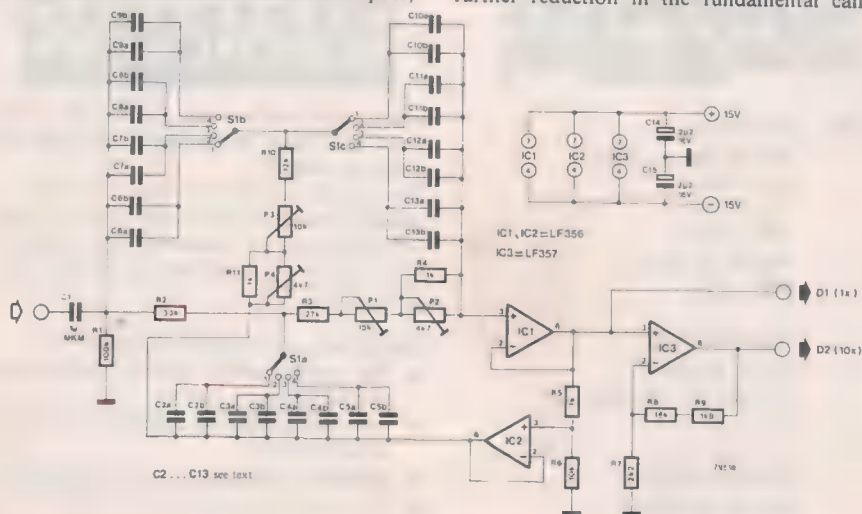 further reduction in the fundamental can
C9b
C9a
C8b
C8a
C7b
C7a
C6b
C6a
S1b
S1c
C10a
C10b
C11a
C11b
C12a
C12b
C13a
C13b
R10
12k
P3
10k
R11
1k
P4
4k7
R4
1k
C1
1µ
MKM
R1
100k
R2
33k
R3
27k
P1
10k
P2
4k7
S1a
C2a
C2b
C3a
C3b
C4a
C4b
C5a
C5b
C2 ... C13 see text
IC1
IC2
IC3
R5
1k
R6
10k
R7
2k2
R8
18k
R9
1k8
D1 (1x)
D2 (10x)
IC1
IC2
IC3
C14
2µ2
16V
C15
2µ2
16V
+ 15V
− 15V
IC1, IC2 = LF356
IC3 = LF357